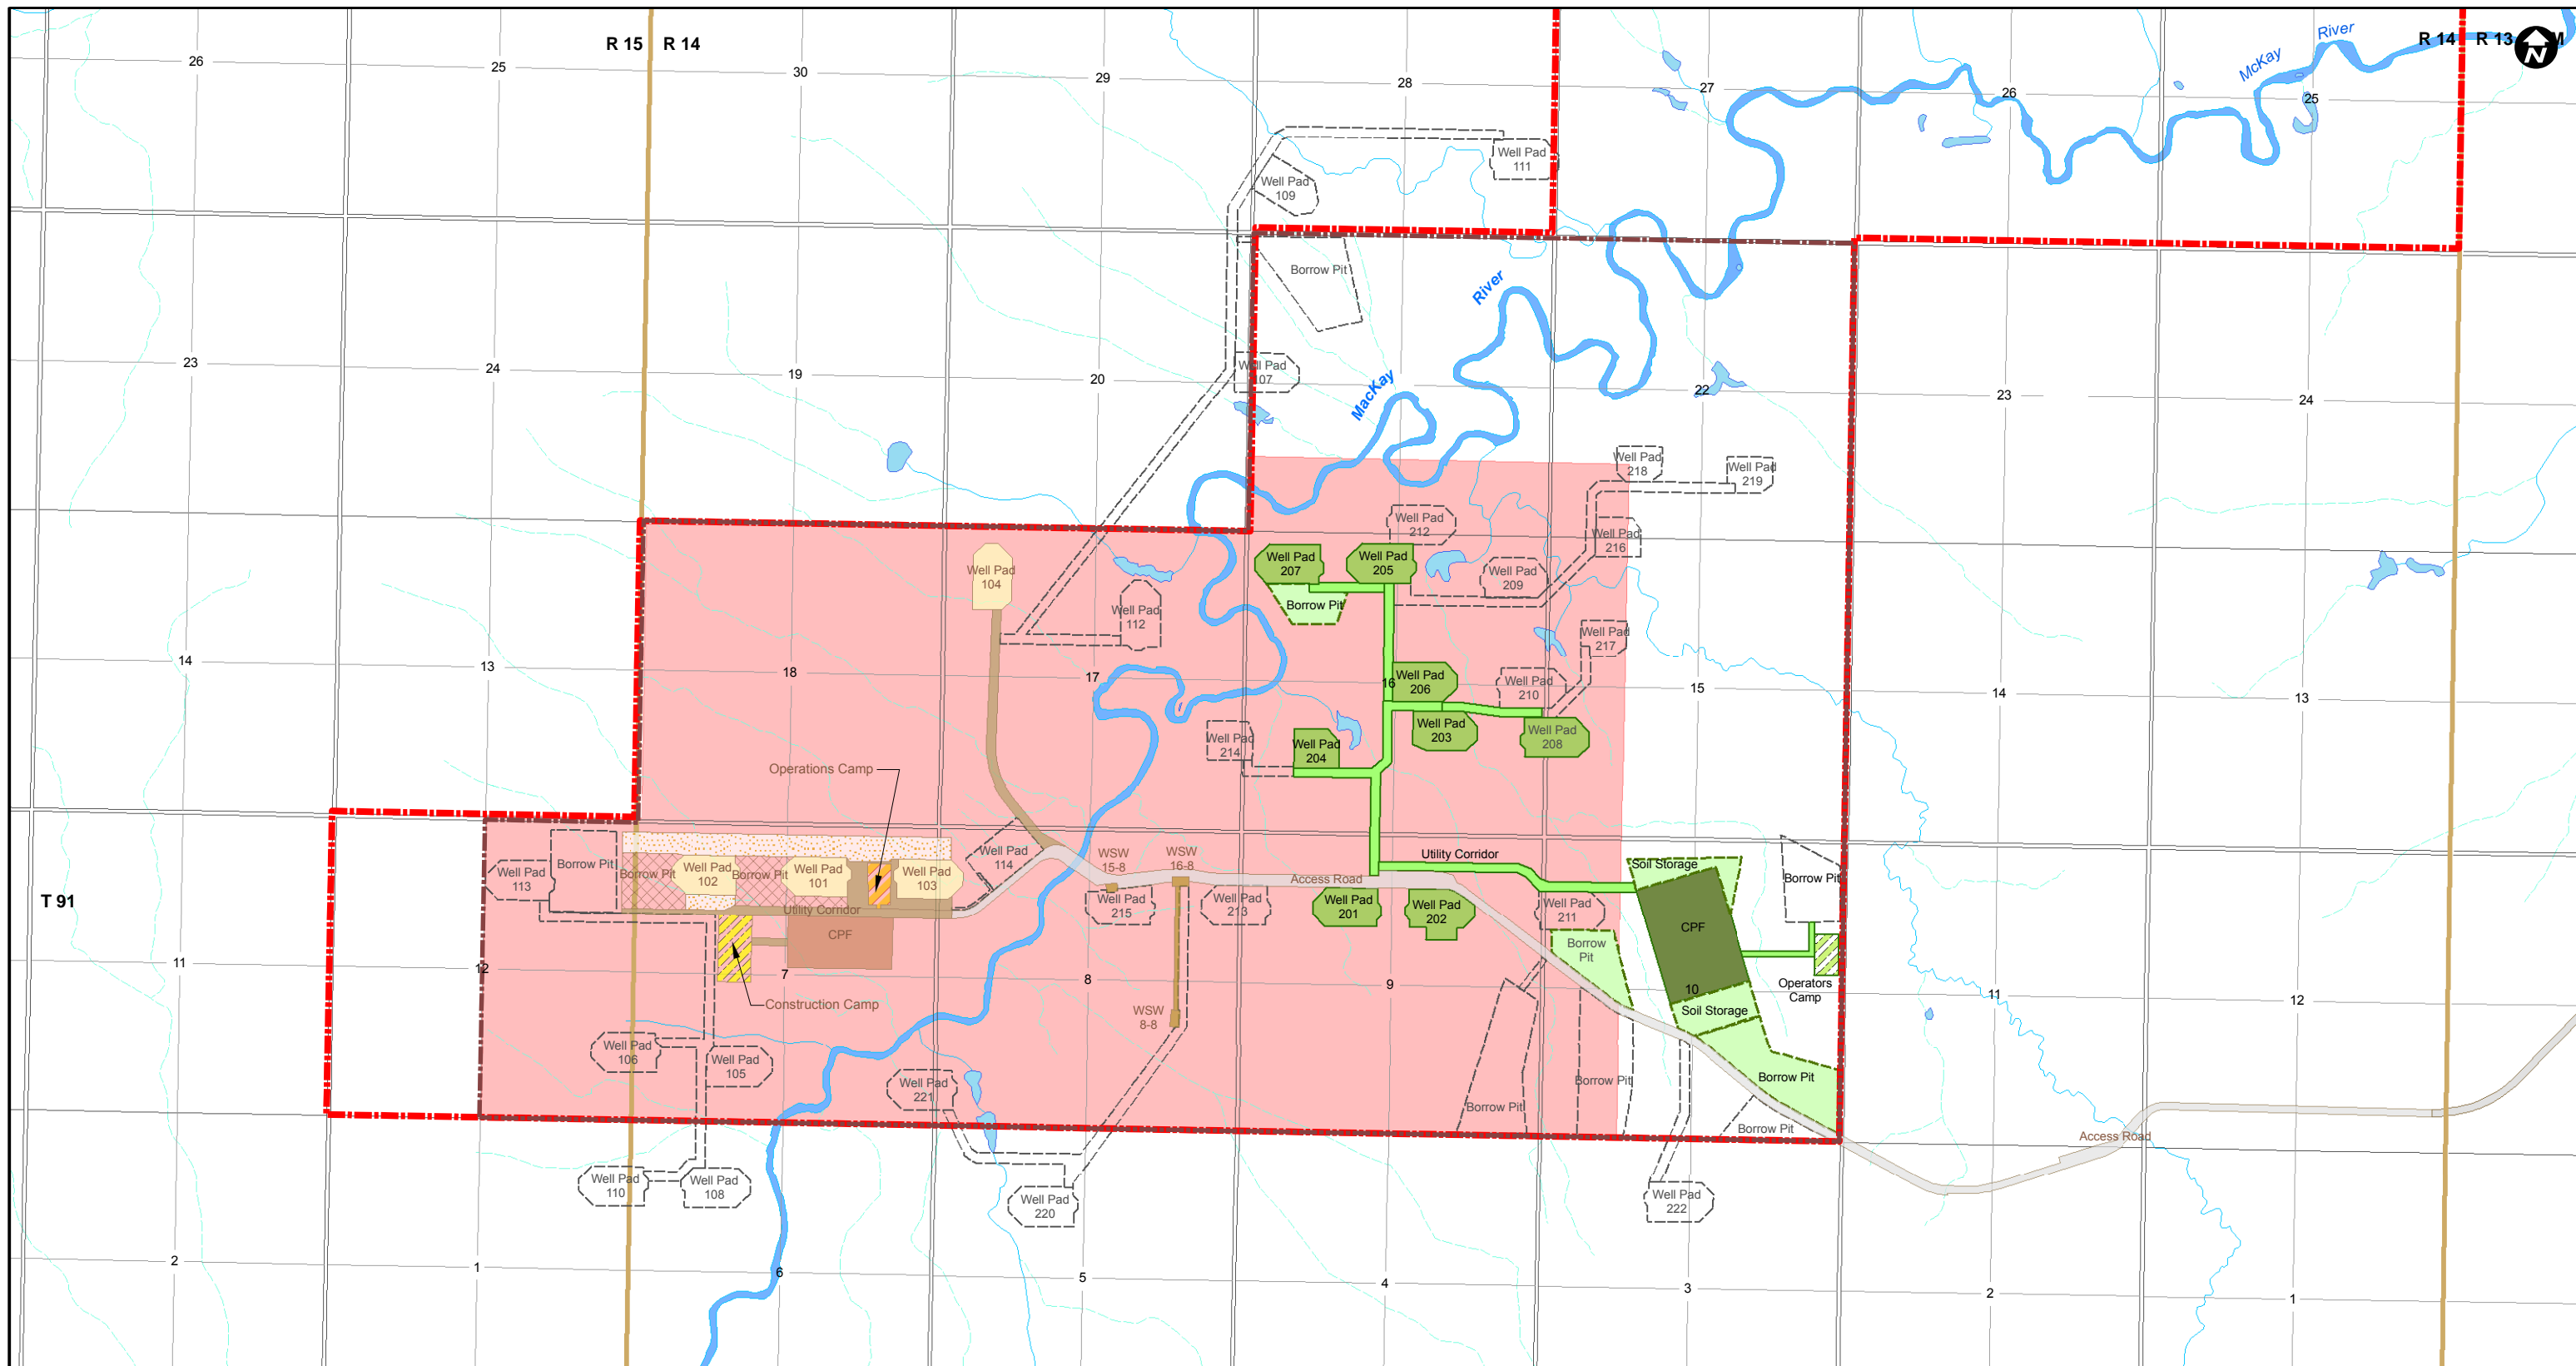 R 15 R 14
R 14 R 13
M
N
McKay River
26
25
30
29
28
27
26
25
Well Pad
111
Well Pad
109
Borrow Pit
River
MacKay
23
24
19
20
Well Pad
107
22
23
24
Well Pad
218
Well Pad
219
Well Pad
212
Well Pad
216
Well Pad
104
Well Pad
207
Well Pad
205
Well Pad
209
Borrow Pit
Well Pad
112
Well Pad
217
14
13
18
17
16
Well Pad
206
Well Pad
210
15
14
13
Well Pad
214
Well Pad
204
Well Pad
203
Well Pad
208
Operations Camp
T 91
Well Pad
113
Borrow Pit
Borrow Pit
Well Pad
102
Borrow Pit
Well Pad
101
Well Pad
103
Well Pad
114
WSW
15-8
WSW
16-8
Utility Corridor
Access Road
Soil Storage
Borrow Pit
Utility Corridor
Well Pad
215
Well Pad
213
Well Pad
201
Well Pad
202
Well Pad
211
CPF
CPF
Borrow
Pit
11
12
7
8
9
10
11
12
Operators
Camp
Construction Camp
WSW
8-8
Soil Storage
Well Pad
106
Well Pad
105
Well Pad
221
Borrow Pit
Borrow Pit
Borrow Pit
Borrow Pit
Access Road
Well Pad
110
Well Pad
108
Well Pad
220
Well Pad
222
2
1
6
5
4
3
2
1